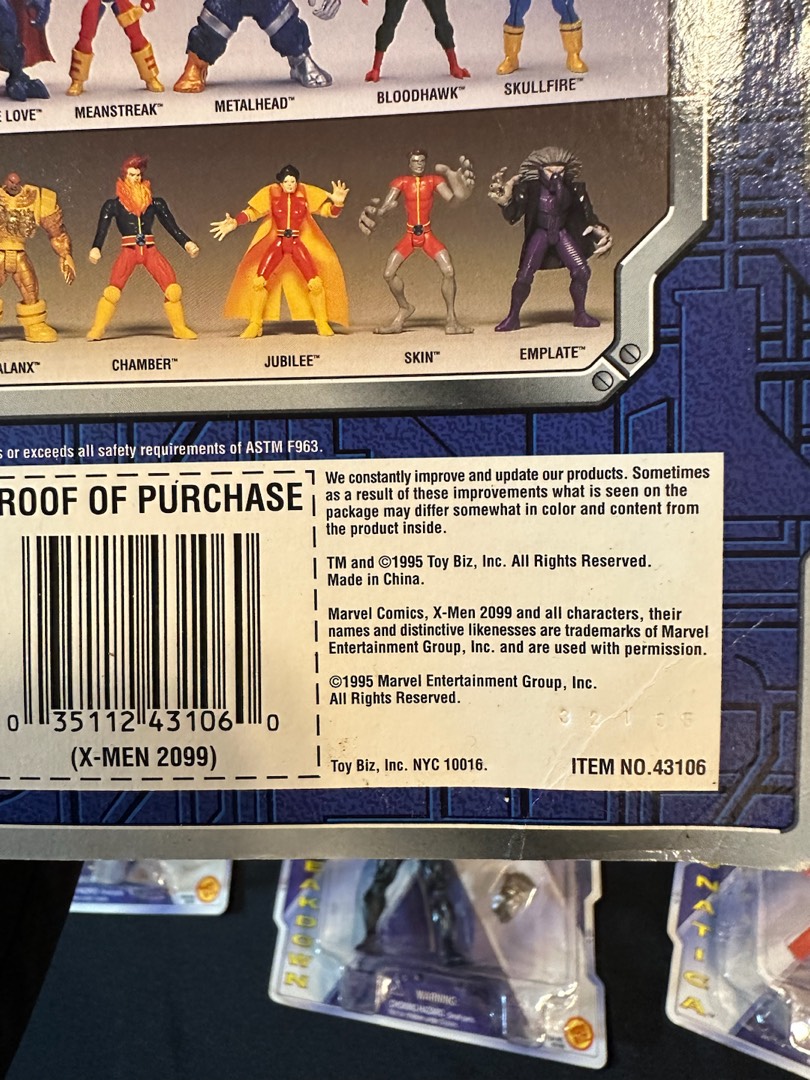 E LOVE™
MEANSTREAK™
METALHEAD™
BLOODHAWK™
SKULLFIRE™
ALANX™
CHAMBER™
JUBILEE™
SKIN™
EMPLATE™
s or exceeds all safety requirements of ASTM F963.
ROOF OF PURCHASE
0 35112 43106 0
(X-MEN 2099)
We constantly improve and update our products. Sometimes
as a result of these improvements what is seen on the
package may differ somewhat in color and content from
the product inside.
TM and ©1995 Toy Biz, Inc. All Rights Reserved.
Made in China.
Marvel Comics, X-Men 2099 and all characters, their
names and distinctive likenesses are trademarks of Marvel
Entertainment Group, Inc. and are used with permission.
©1995 Marvel Entertainment Group, Inc.
All Rights Reserved.
Toy Biz, Inc. NYC 10016.
ITEM NO.43106
WARNING:
NATICA